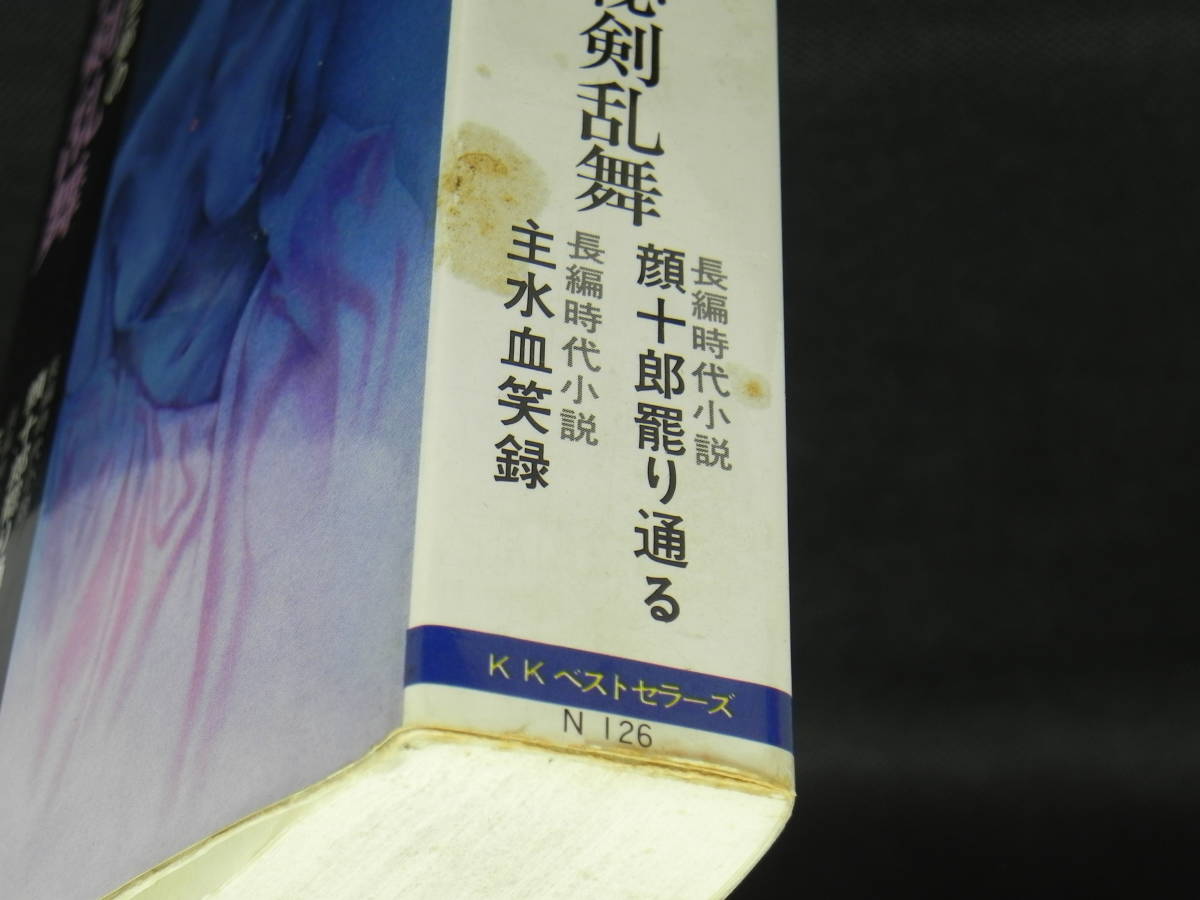 秘剣乱舞
長編時代小説
顔十郎罷り通る
長編時代小説
主水血笑録
KKベストセラーズ
N 126